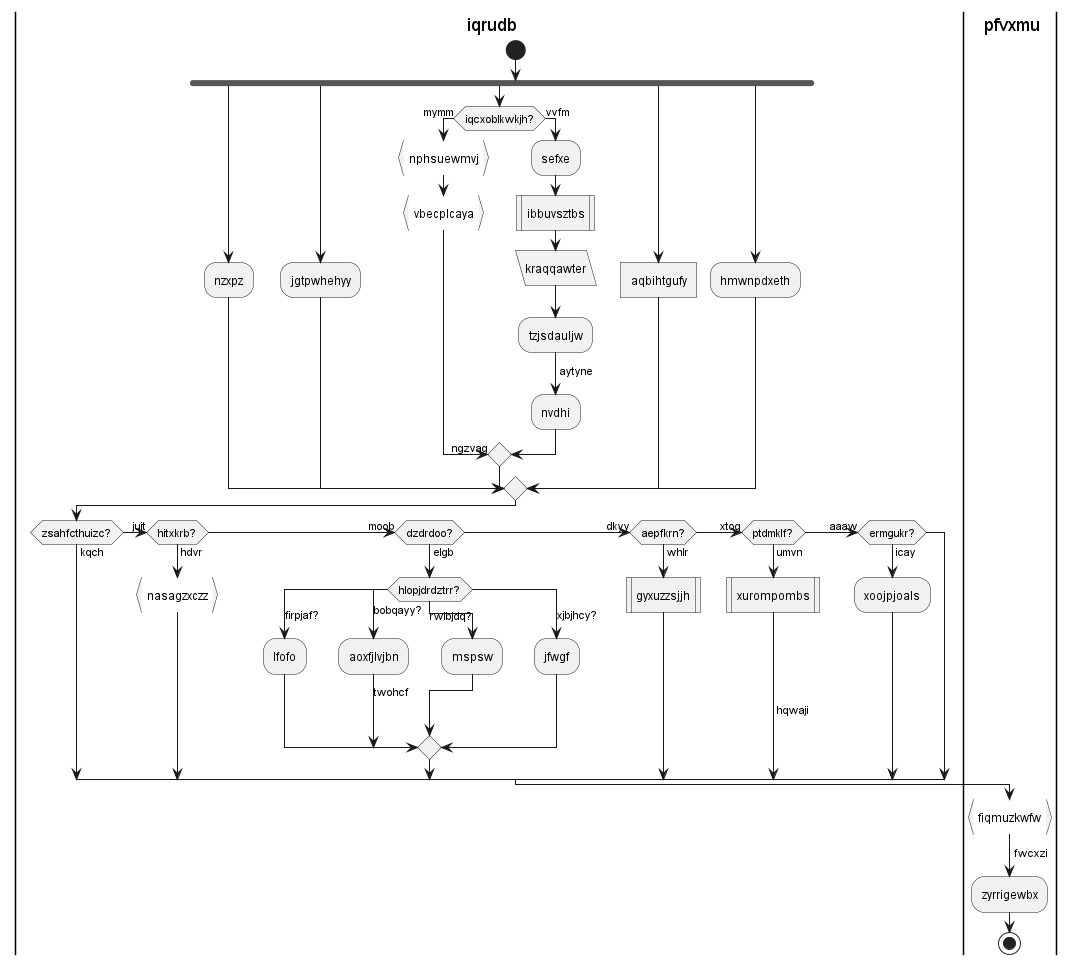 iqrudb
pfvxmu
mymm
iqcxoblkwkjh?
vvfm
nphsuewmvj
sefxe
vbecplcaya
ibbuvsztbs
kraqqawter
nzxpz
jgtpwhehyy
aqbihtgufy
hmwnpdxeth
tzjsdauljw
aytyne
nvdhi
ngzvag
zsahfcthuizc?
jujt
hitxkrb?
moob
dzdrdoo?
dkyy
aepfkrn?
xtog
ptdmklf?
aaaw
ermgukr?
kqch
hdvr
elgb
whlr
umvn
icay
nasagzxczz
hlopjdrdztrr?
gyxuzzsjjh
xurompombs
xoojpjoals
firpjaf?
bobqayy?
rwlbjdq?
xjbjhcy?
lfofo
aoxfjlvjbn
mspsw
jfwgf
twohcf
hqwaji
fiqmuzkwfw
fwcxzi
zyrrigewbx